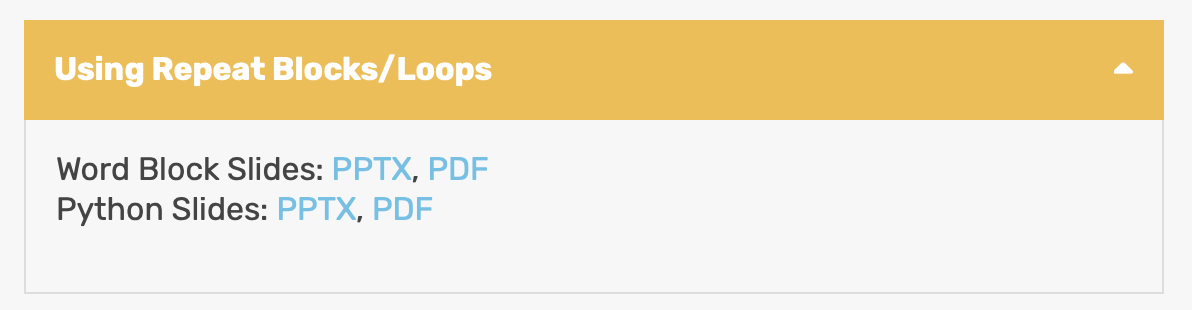 Using Repeat Blocks/Loops
Word Block Slides: PPTX, PDF
Python Slides: PPTX, PDF